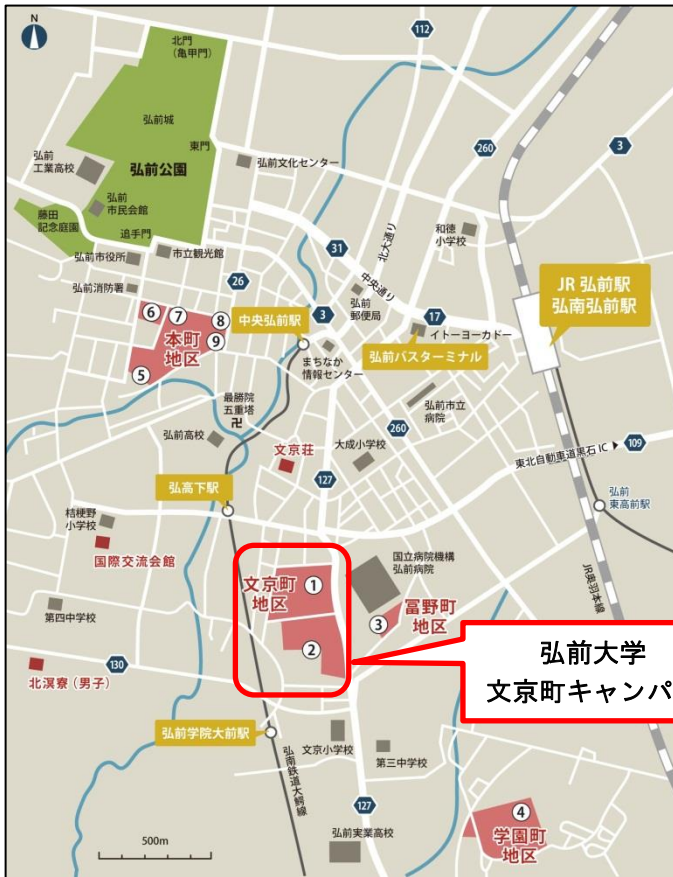 N
北門
(亀甲門)
112
弘前城
260
3
東門
弘前
工業高校
弘前公園
弘前文化センター
弘前
市民会館
藤田
記念庭園
追手門
北大通り
和徳
小学校
弘前市役所
市立観光館
31
中央通り
JR 弘前駅
弘南弘前駅
26
弘前消防署
弘前
郵便局
3
17
⑥
⑦
⑧
中央弘前駅
イトーヨーカドー
本町
地区
⑨
まちなか
情報センター
弘前バスターミナル
⑤
最勝院
五重塔
卍
弘前市立
病院
弘前高校
260
大成小学校
東北自動車道黒石 IC ▶
109
文京荘
127
弘高下駅
弘前
東高前駅
桔梗野
小学校
国際交流会館
国立病院機構
弘前病院
文京町
地区
①
JR奥羽本線
富野町
地区
③
第四中学校
②
弘前大学
文京町キャンパ
130
北溟寮(男子)
弘前学院大前駅
文京小学校
第三中学校
弘南鉄道大鰐線
127
④
学園町
地区
500m
弘前実業高校